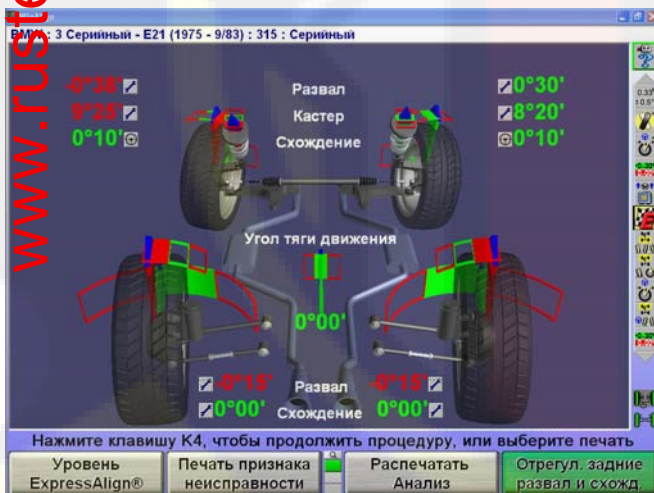 BMW : 3 Серийный - E21 (1975 - 9/83) : 315 : Серийный
-0°38' Развал 0°30'
9°25' Кастер 8°20'
0°10' Схождение 0°10'
Угол тяги движения
0°00'
-0°15' Развал -0°15'
0°00' Схождение 0°00'
Нажмите клавишу K4, чтобы продолжить процедуру, или выберите печать
Уровень ExpressAlign®
Печать признака неисправности
Распечатать Анализ
Отрегул. задние развал и схожд.
www.ruste